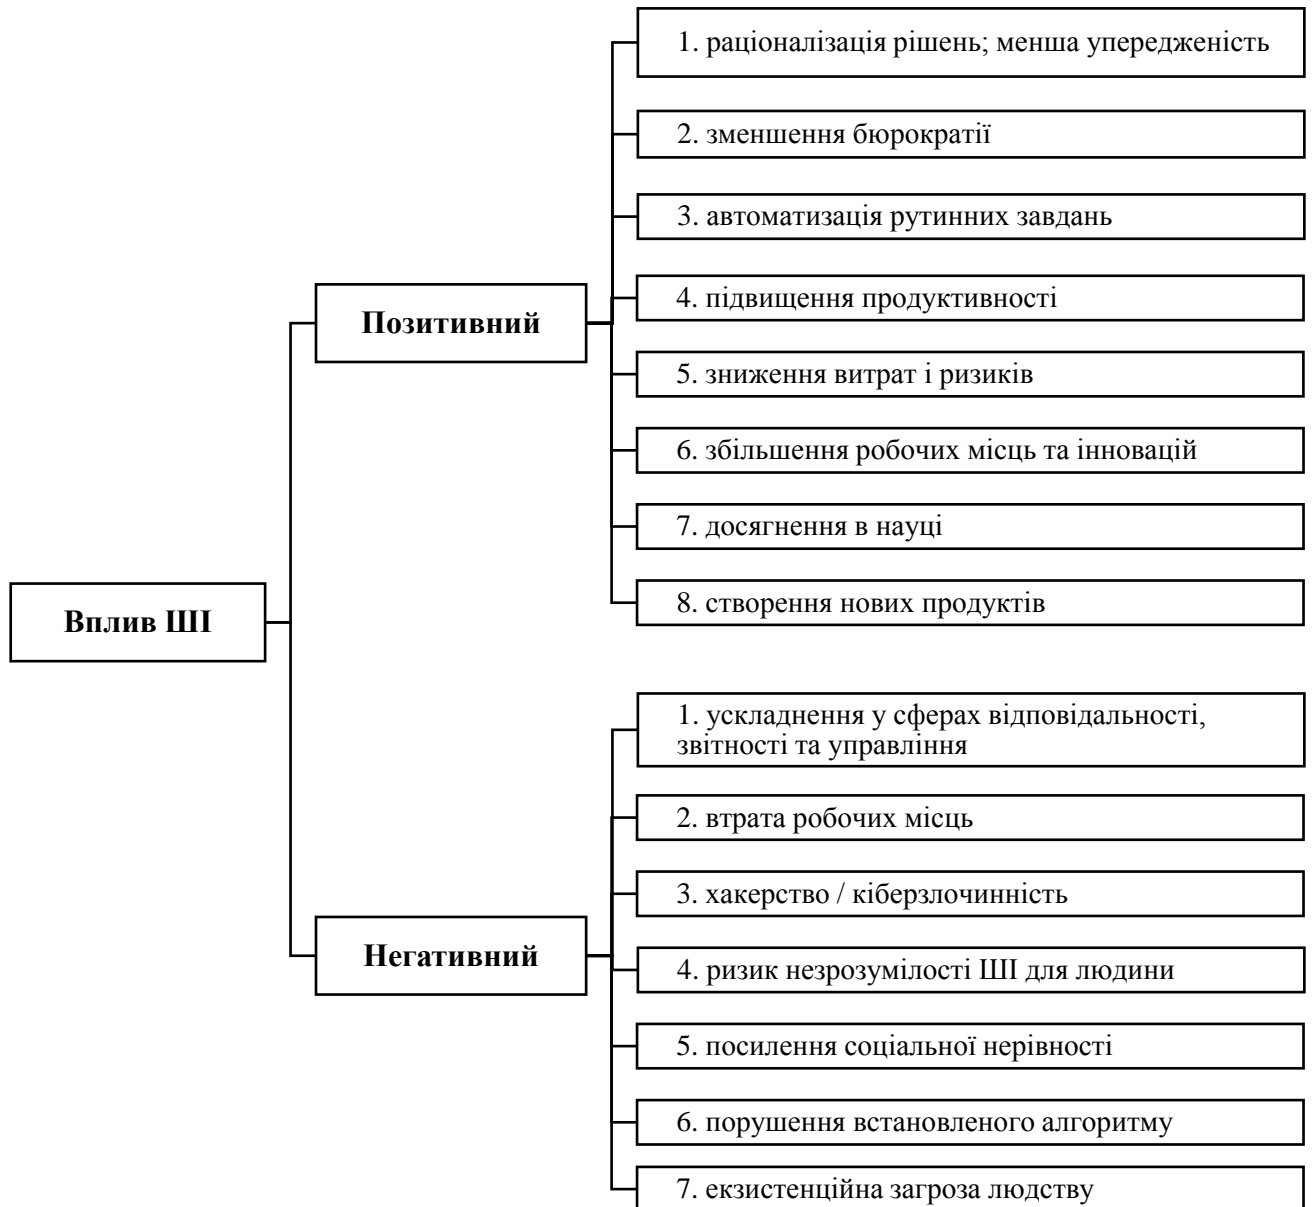 1. раціоналізація рішень; менша упередженість
2. зменшення бюрократії
3. автоматизація рутинних завдань
4. підвищення продуктивності
Позитивний
5. зниження витрат і ризиків
6. збільшення робочих місць та інновацій
7. досягнення в науці
8. створення нових продуктів
Вплив ШІ
1. ускладнення у сферах відповідальності,
звітності та управління
2. втрата робочих місць
3. хакерство / кіберзлочинність
Негативний
4. ризик незрозумілості ШІ для людини
5. посилення соціальної нерівності
6. порушення встановленого алгоритму
7. екзистенційна загроза людству